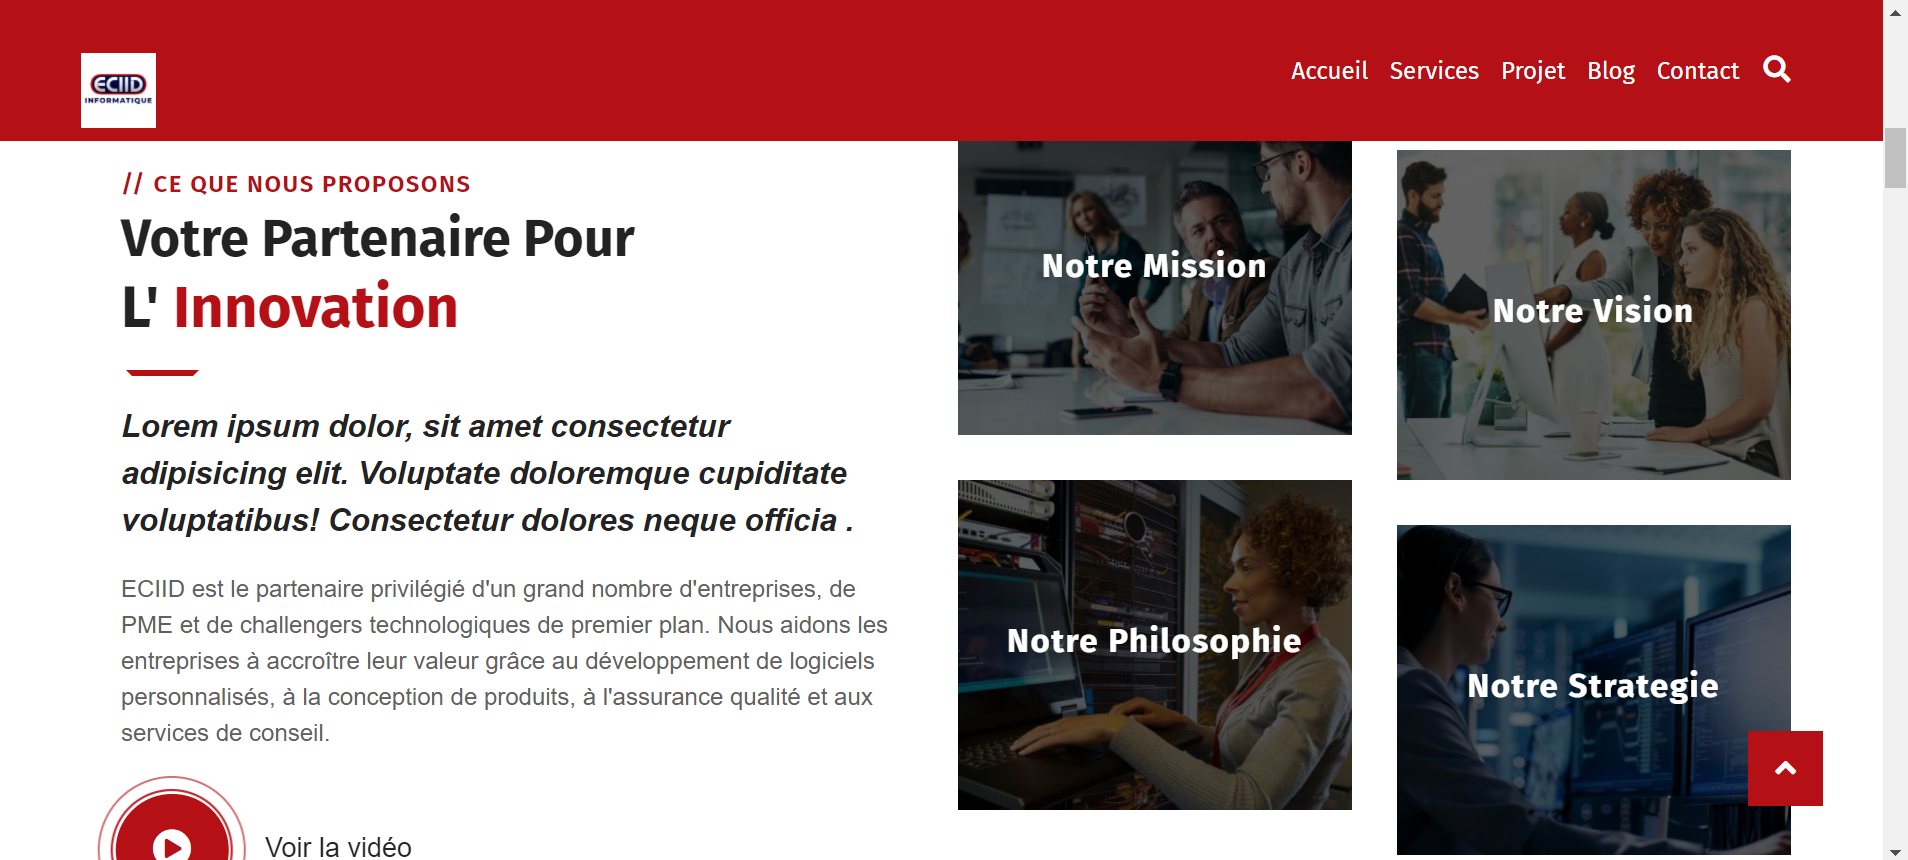 ECIID
INFORMATIQUE
Accueil Services Projet Blog Contact
// CE QUE NOUS PROPOSONS
Votre Partenaire Pour
L' Innovation
Lorem ipsum dolor, sit amet consectetur
adipisicing elit. Voluptate doloremque cupiditate
voluptatibus! Consectetur dolores neque officia .
ECIID est le partenaire privilégié d'un grand nombre d'entreprises, de
PME et de challengers technologiques de premier plan. Nous aidons les
entreprises à accroître leur valeur grâce au développement de logiciels
personnalisés, à la conception de produits, à l'assurance qualité et aux
services de conseil.
Voir la vidéo
Notre Mission
Notre Vision
Notre Philosophie
Notre Strategie